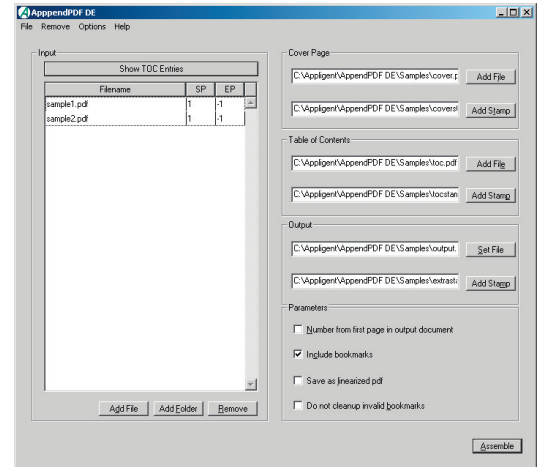 ApppendPDF DE
File Remove Options Help
Input
Show TOC Entries
Filename SP EP
sample1.pdf 1 -1
sample2.pdf 1 -1
Add File Add Folder Remove
Cover Page
C:\Appligent\AppendPDF DE\Samples\cover.p Add File
C:\Appligent\AppendPDF DE\Samples\coverst Add Stamp
Table of Contents
C:\Appligent\AppendPDF DE\Samples\toc.pdf Add File
C:\Appligent\AppendPDF DE\Samples\tocstan Add Stamp
Output
C:\Appligent\AppendPDF DE\Samples\output. Set File
C:\Appligent\AppendPDF DE\Samples\extrasta Add Stamp
Parameters
Number from first page in output document
Include bookmarks
Save as linearized pdf
Do not cleanup invalid bookmarks
Assemble